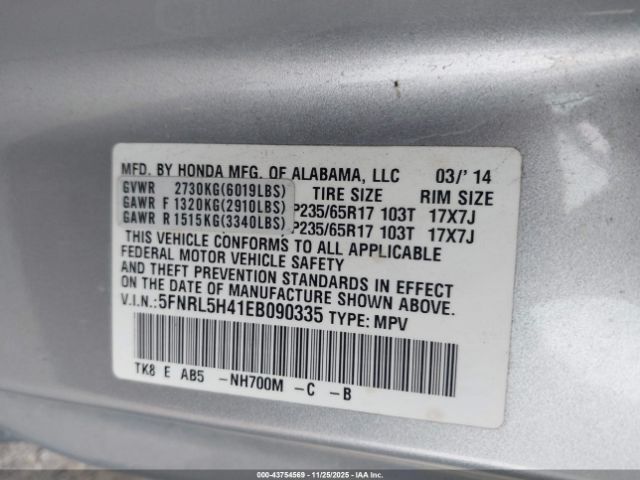 MFD. BY HONDA MFG. OF ALABAMA, LLC 03/' 14
GVWR 2730KG(6019LBS) TIRE SIZE RIM SIZE
GAWR F 1320KG(2910LBS) P235/65R17 103T 17X7J
GAWR R 1515KG(3340LBS) P235/65R17 103T 17X7J
THIS VEHICLE CONFORMS TO ALL APPLICABLE
FEDERAL MOTOR VEHICLE SAFETY
AND THEFT PREVENTION STANDARDS IN EFFECT
ON THE DATE OF MANUFACTURE SHOWN ABOVE.
V.I.N.:5FNRL5H41EB090335 TYPE: MPV
TK8 E AB5 -NH700M -C -B
000-43754569 11/25/2025 IAA, Inc.